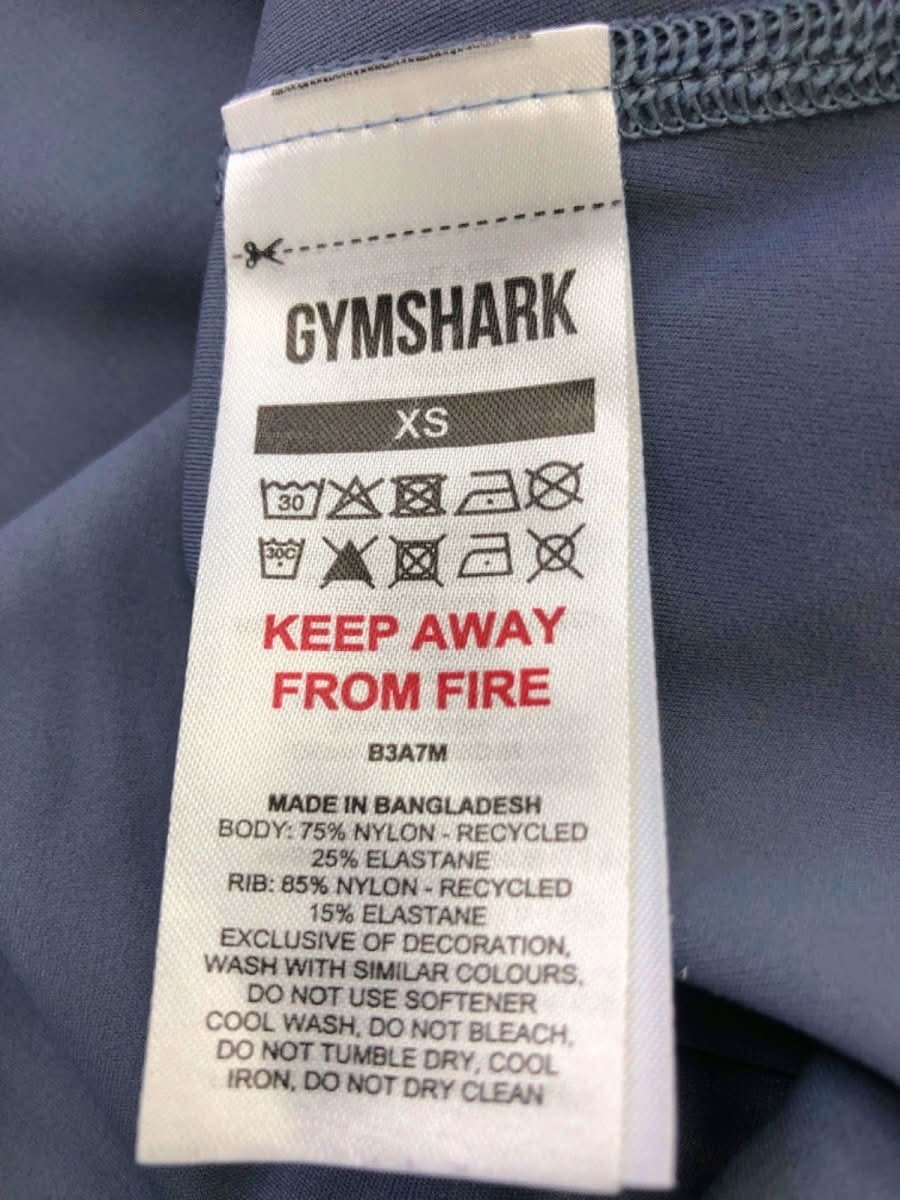 GYMSHARK
XS
30
30C
KEEP AWAY
FROM FIRE
B3A7M
MADE IN BANGLADESH
BODY: 75% NYLON - RECYCLED
25% ELASTANE
RIB: 85% NYLON - RECYCLED
15% ELASTANE
EXCLUSIVE OF DECORATION,
WASH WITH SIMILAR COLOURS,
DO NOT USE SOFTENER
COOL WASH, DO NOT BLEACH,
DO NOT TUMBLE DRY, COOL
IRON, DO NOT DRY CLEAN